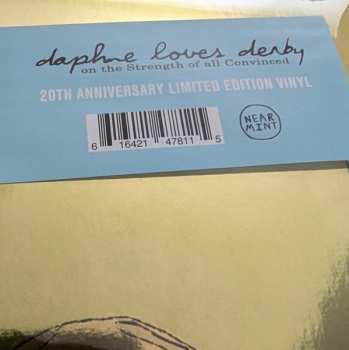 daphne loves derby
on the Strength of all Convinced
20TH ANNIVERSARY LIMITED EDITION VINYL
NEAR
MINT
6 16421 47811 5